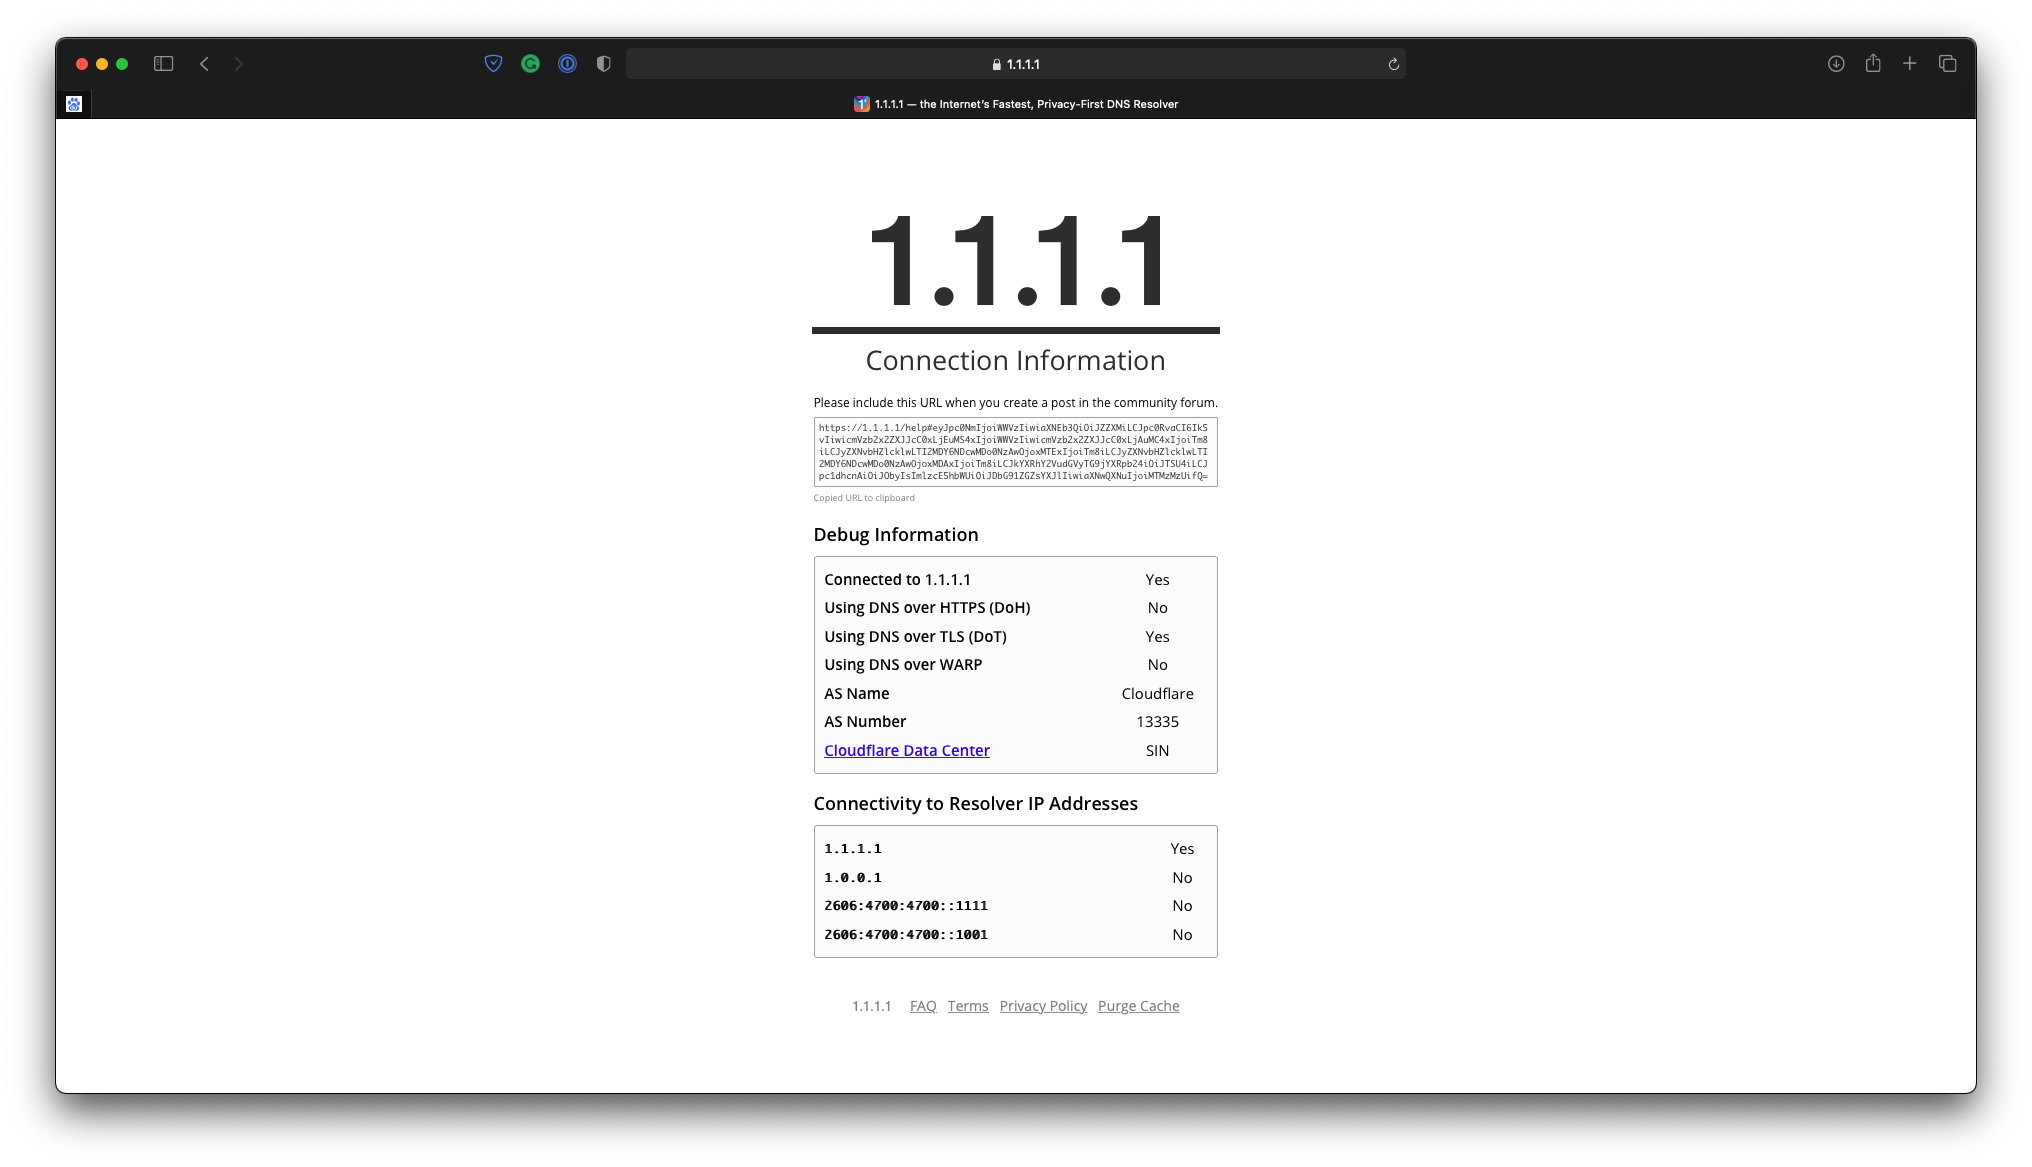 1.1.1.1
1.1.1.1 — the Internet's Fastest, Privacy-First DNS Resolver
1.1.1.1
Connection Information
Please include this URL when you create a post in the community forum.
https://1.1.1.1/help#eyJpc0NmIjoiWWVzIiwiaXNEb3QiOiJZZXMiLCJpc0RvaCI6Ik5
vIiwicmVzb2x2ZXJJcC0xLjEuMS4xIjoiWWVzIiwicmVzb2x2ZXJJcC0xLjAuMC4xIjoiTm8
iLCJyZXNvbHZlcklwLTI2MDY6NDcwMDo0NzAwOjoxMTExIjoiTm8iLCJyZXNvbHZlcklwLTI
2MDY6NDcwMDo0NzAwOjoxMDAxIjoiTm8iLCJkYXRhY2VudGVyTG9jYXRpb24iOiJTSU4iLCJ
pc1dhcnAiOiJObyIsImlzcE5hbWUiOiJDbG91ZGZsYXJlIiwiaXNwQXNuIjoiMTMzMzUifQ=
Copied URL to clipboard
Debug Information
Connected to 1.1.1.1 Yes
Using DNS over HTTPS (DoH) No
Using DNS over TLS (DoT) Yes
Using DNS over WARP No
AS Name Cloudflare
AS Number 13335
Cloudflare Data Center SIN
Connectivity to Resolver IP Addresses
1.1.1.1 Yes
1.0.0.1 No
2606:4700:4700::1111 No
2606:4700:4700::1001 No
1.1.1.1 FAQ Terms Privacy Policy Purge Cache